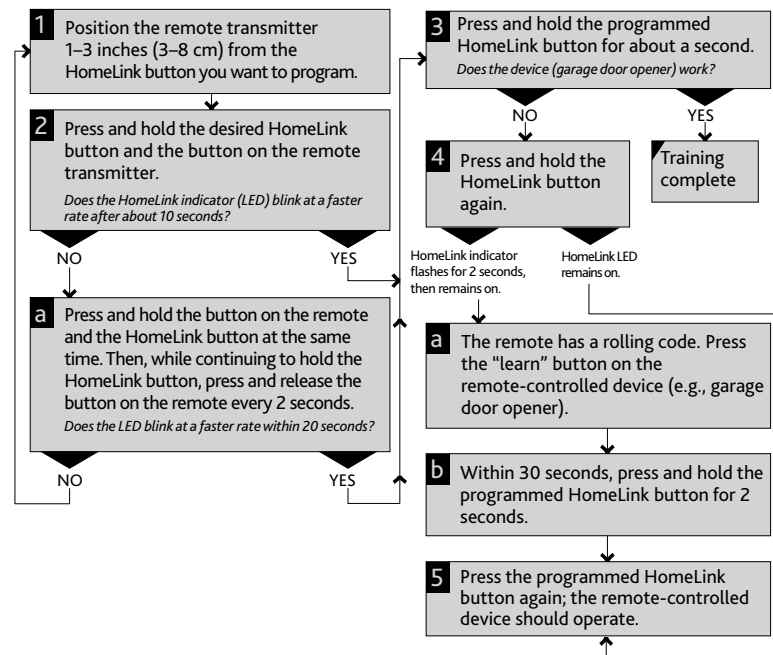 1
Position the remote transmitter
1–3 inches (3–8 cm) from the
HomeLink button you want to program.
2
Press and hold the desired HomeLink
button and the button on the remote
transmitter.
Does the HomeLink indicator (LED) blink at a faster
rate after about 10 seconds?
NO
YES
a
Press and hold the button on the remote
and the HomeLink button at the same
time. Then, while continuing to hold the
HomeLink button, press and release the
button on the remote every 2 seconds.
Does the LED blink at a faster rate within 20 seconds?
NO
YES
3
Press and hold the programmed
HomeLink button for about a second.
Does the device (garage door opener) work?
NO
YES
4
Press and hold the
HomeLink button
again.
Training
complete
HomeLink indicator
flashes for 2 seconds,
then remains on.
HomeLink LED
remains on.
a
The remote has a rolling code. Press
the “learn” button on the
remote-controlled device (e.g., garage
door opener).
b
Within 30 seconds, press and hold the
programmed HomeLink button for 2
seconds.
5
Press the programmed HomeLink
button again; the remote-controlled
device should operate.